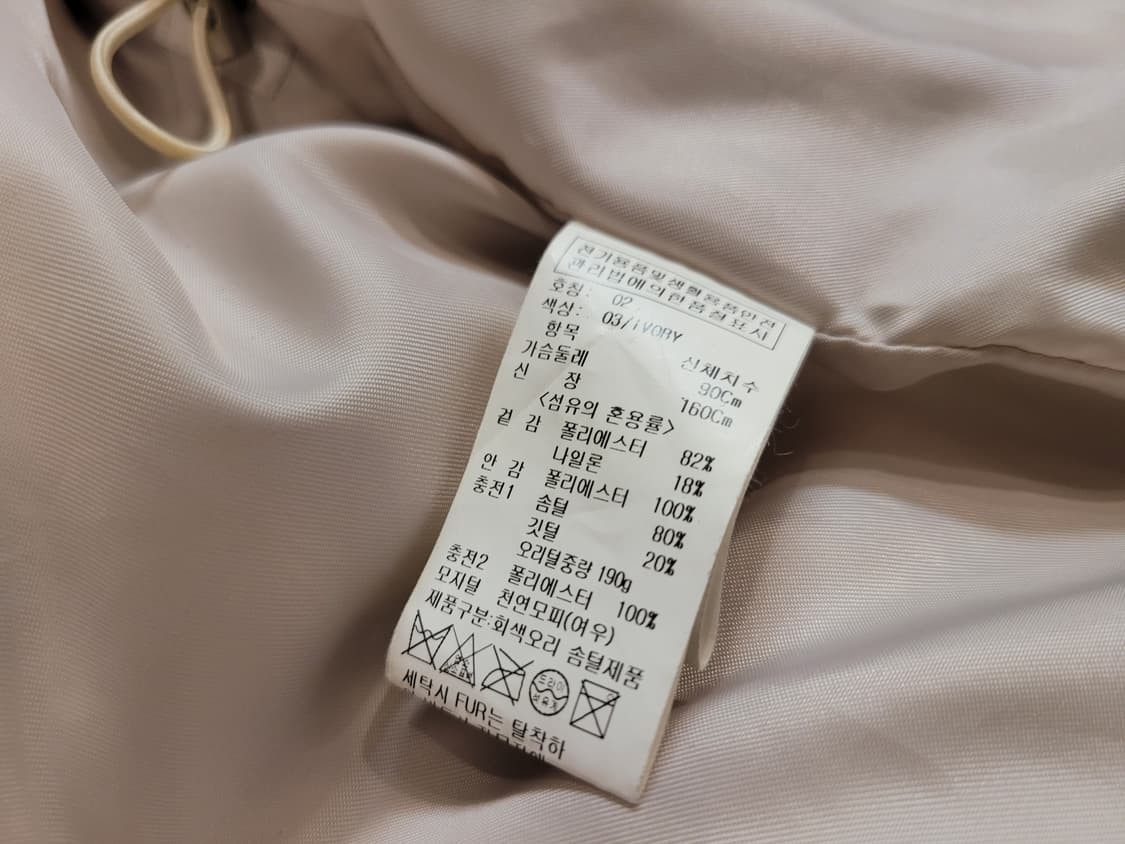 전기용품및생활용품안전
관리법에의한품질표시
호칭: 02
색상: 03/IVORY
항목 신체치수
가슴둘레 90Cm
신 장 160Cm
<섬유의 혼용률>
겉 감 폴리에스터 82%
나일론 18%
안 감 폴리에스터 100%
충전1 솜털 80%
깃털 20%
오리털중량 190g
충전2 폴리에스터 100%
모자털 천연모피(여우)
제품구분:회색오리 솜털제품
드라이
석유계
세탁시 FUR는 탈착하